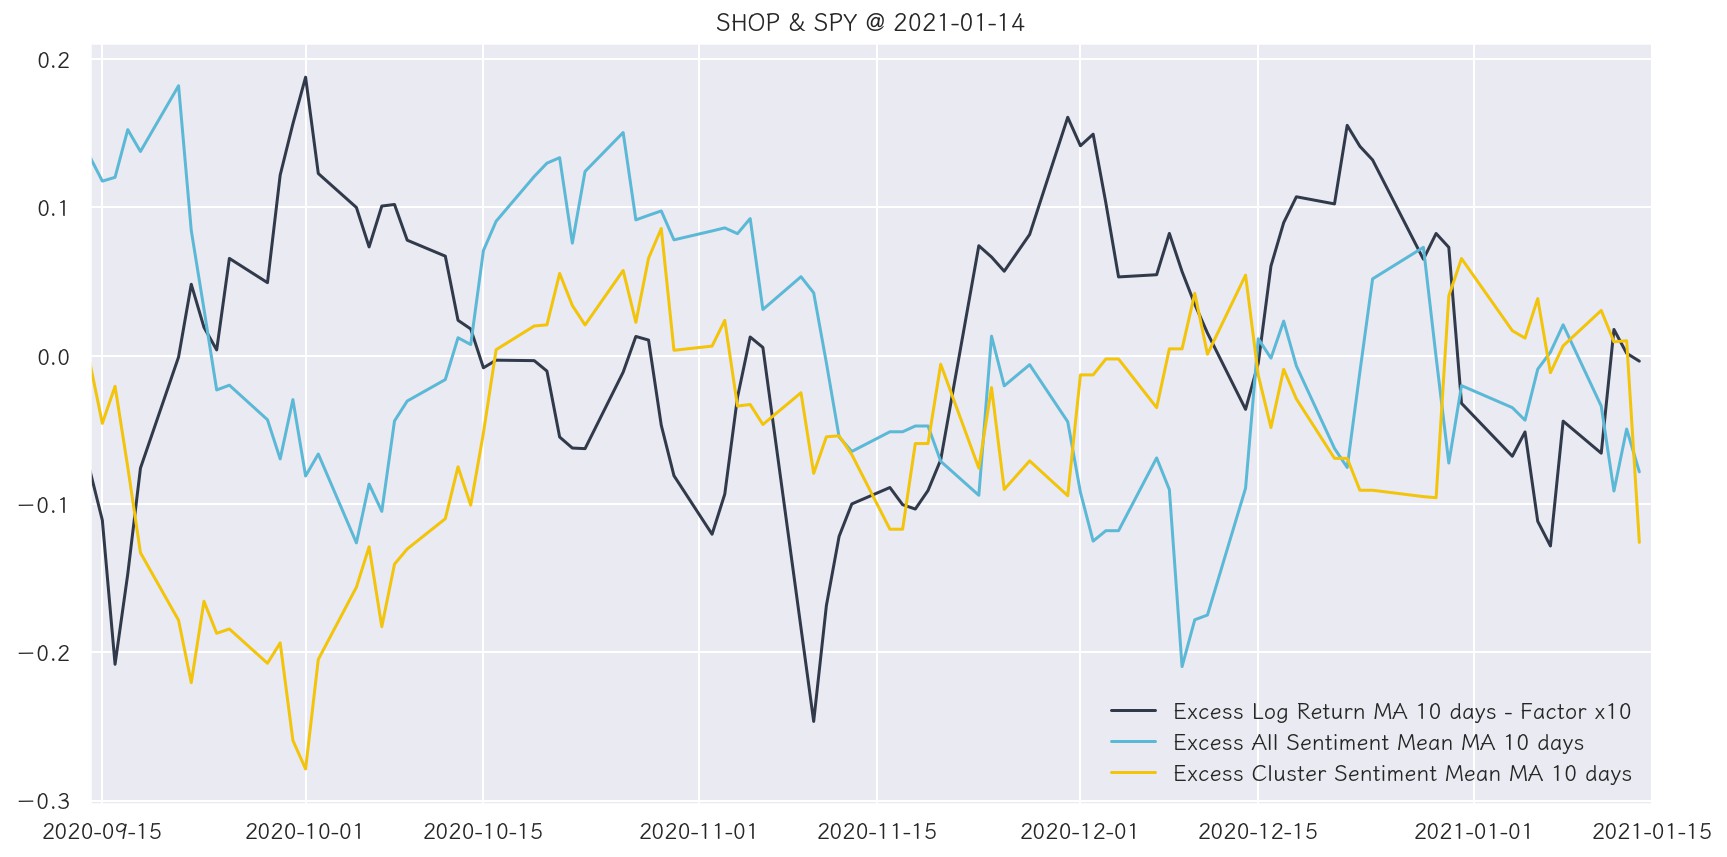 SHOP & SPY @ 2021-01-14
0.2
0.1
0.0
−0.1
−0.2
−0.3
Excess Log Return MA 10 days - Factor x10
Excess All Sentiment Mean MA 10 days
Excess Cluster Sentiment Mean MA 10 days
2020-09-15 2020-10-01 2020-10-15 2020-11-01 2020-11-15 2020-12-01 2020-12-15 2021-01-01 2021-01-15